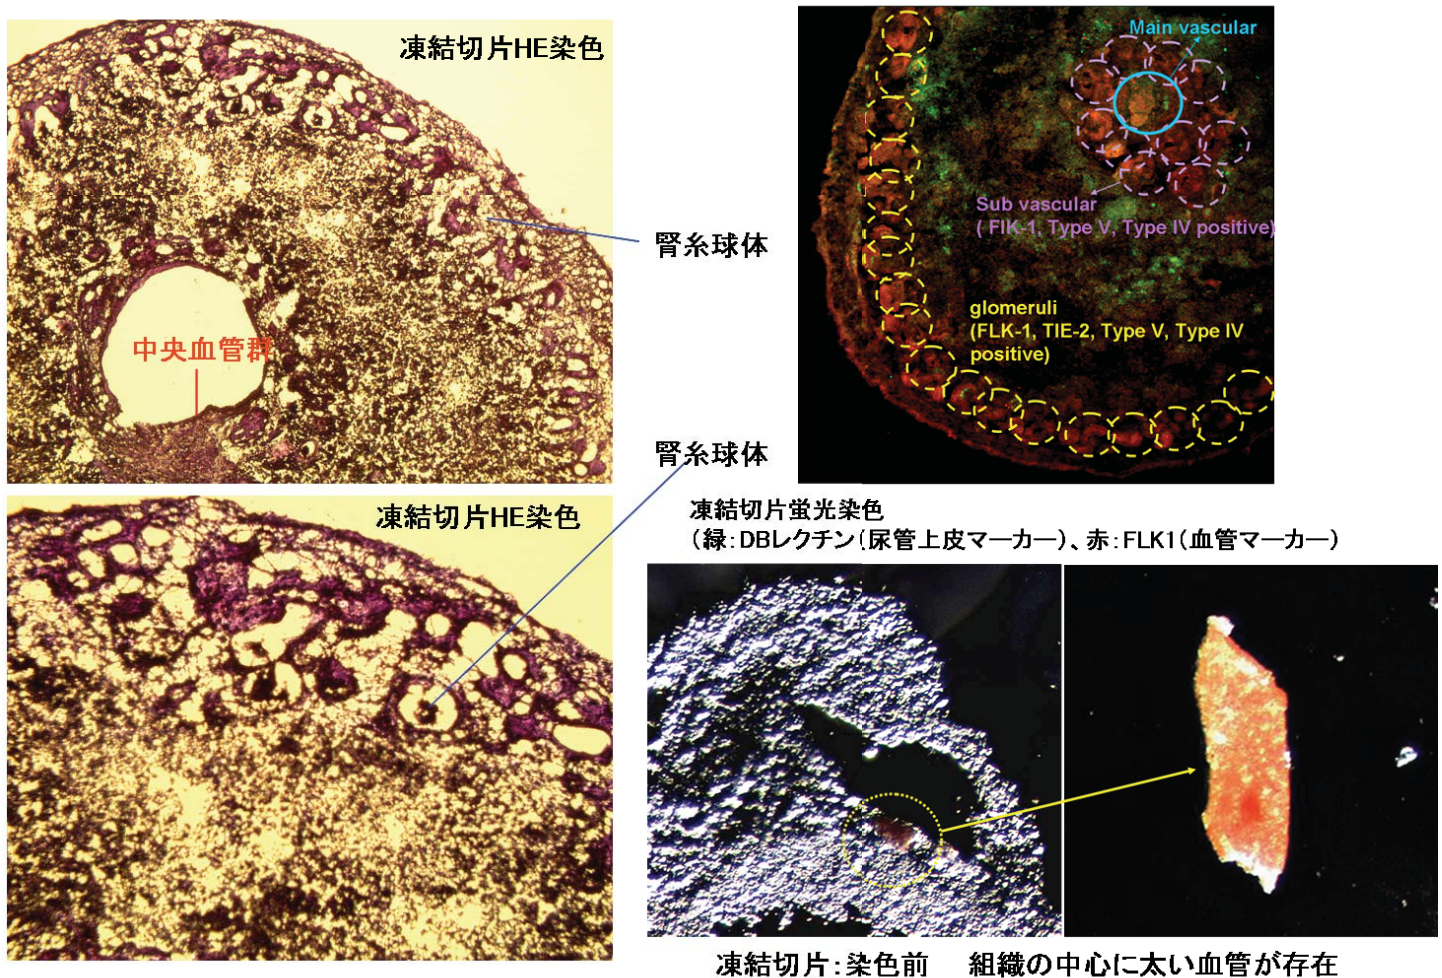 凍結切片HE染色
腎糸球体
中央血管群
Main vascular
Sub vascular
( FIK-1, Type V, Type IV positive)
glomeruli
(FLK-1, TIE-2, Type V, Type IV
positive)
腎糸球体
凍結切片HE染色
凍結切片蛍光染色
(緑:DBレクチン(尿管上皮マーカー)、赤:FLK1(血管マーカー)
凍結切片:染色前 組織の中心に太い血管が存在